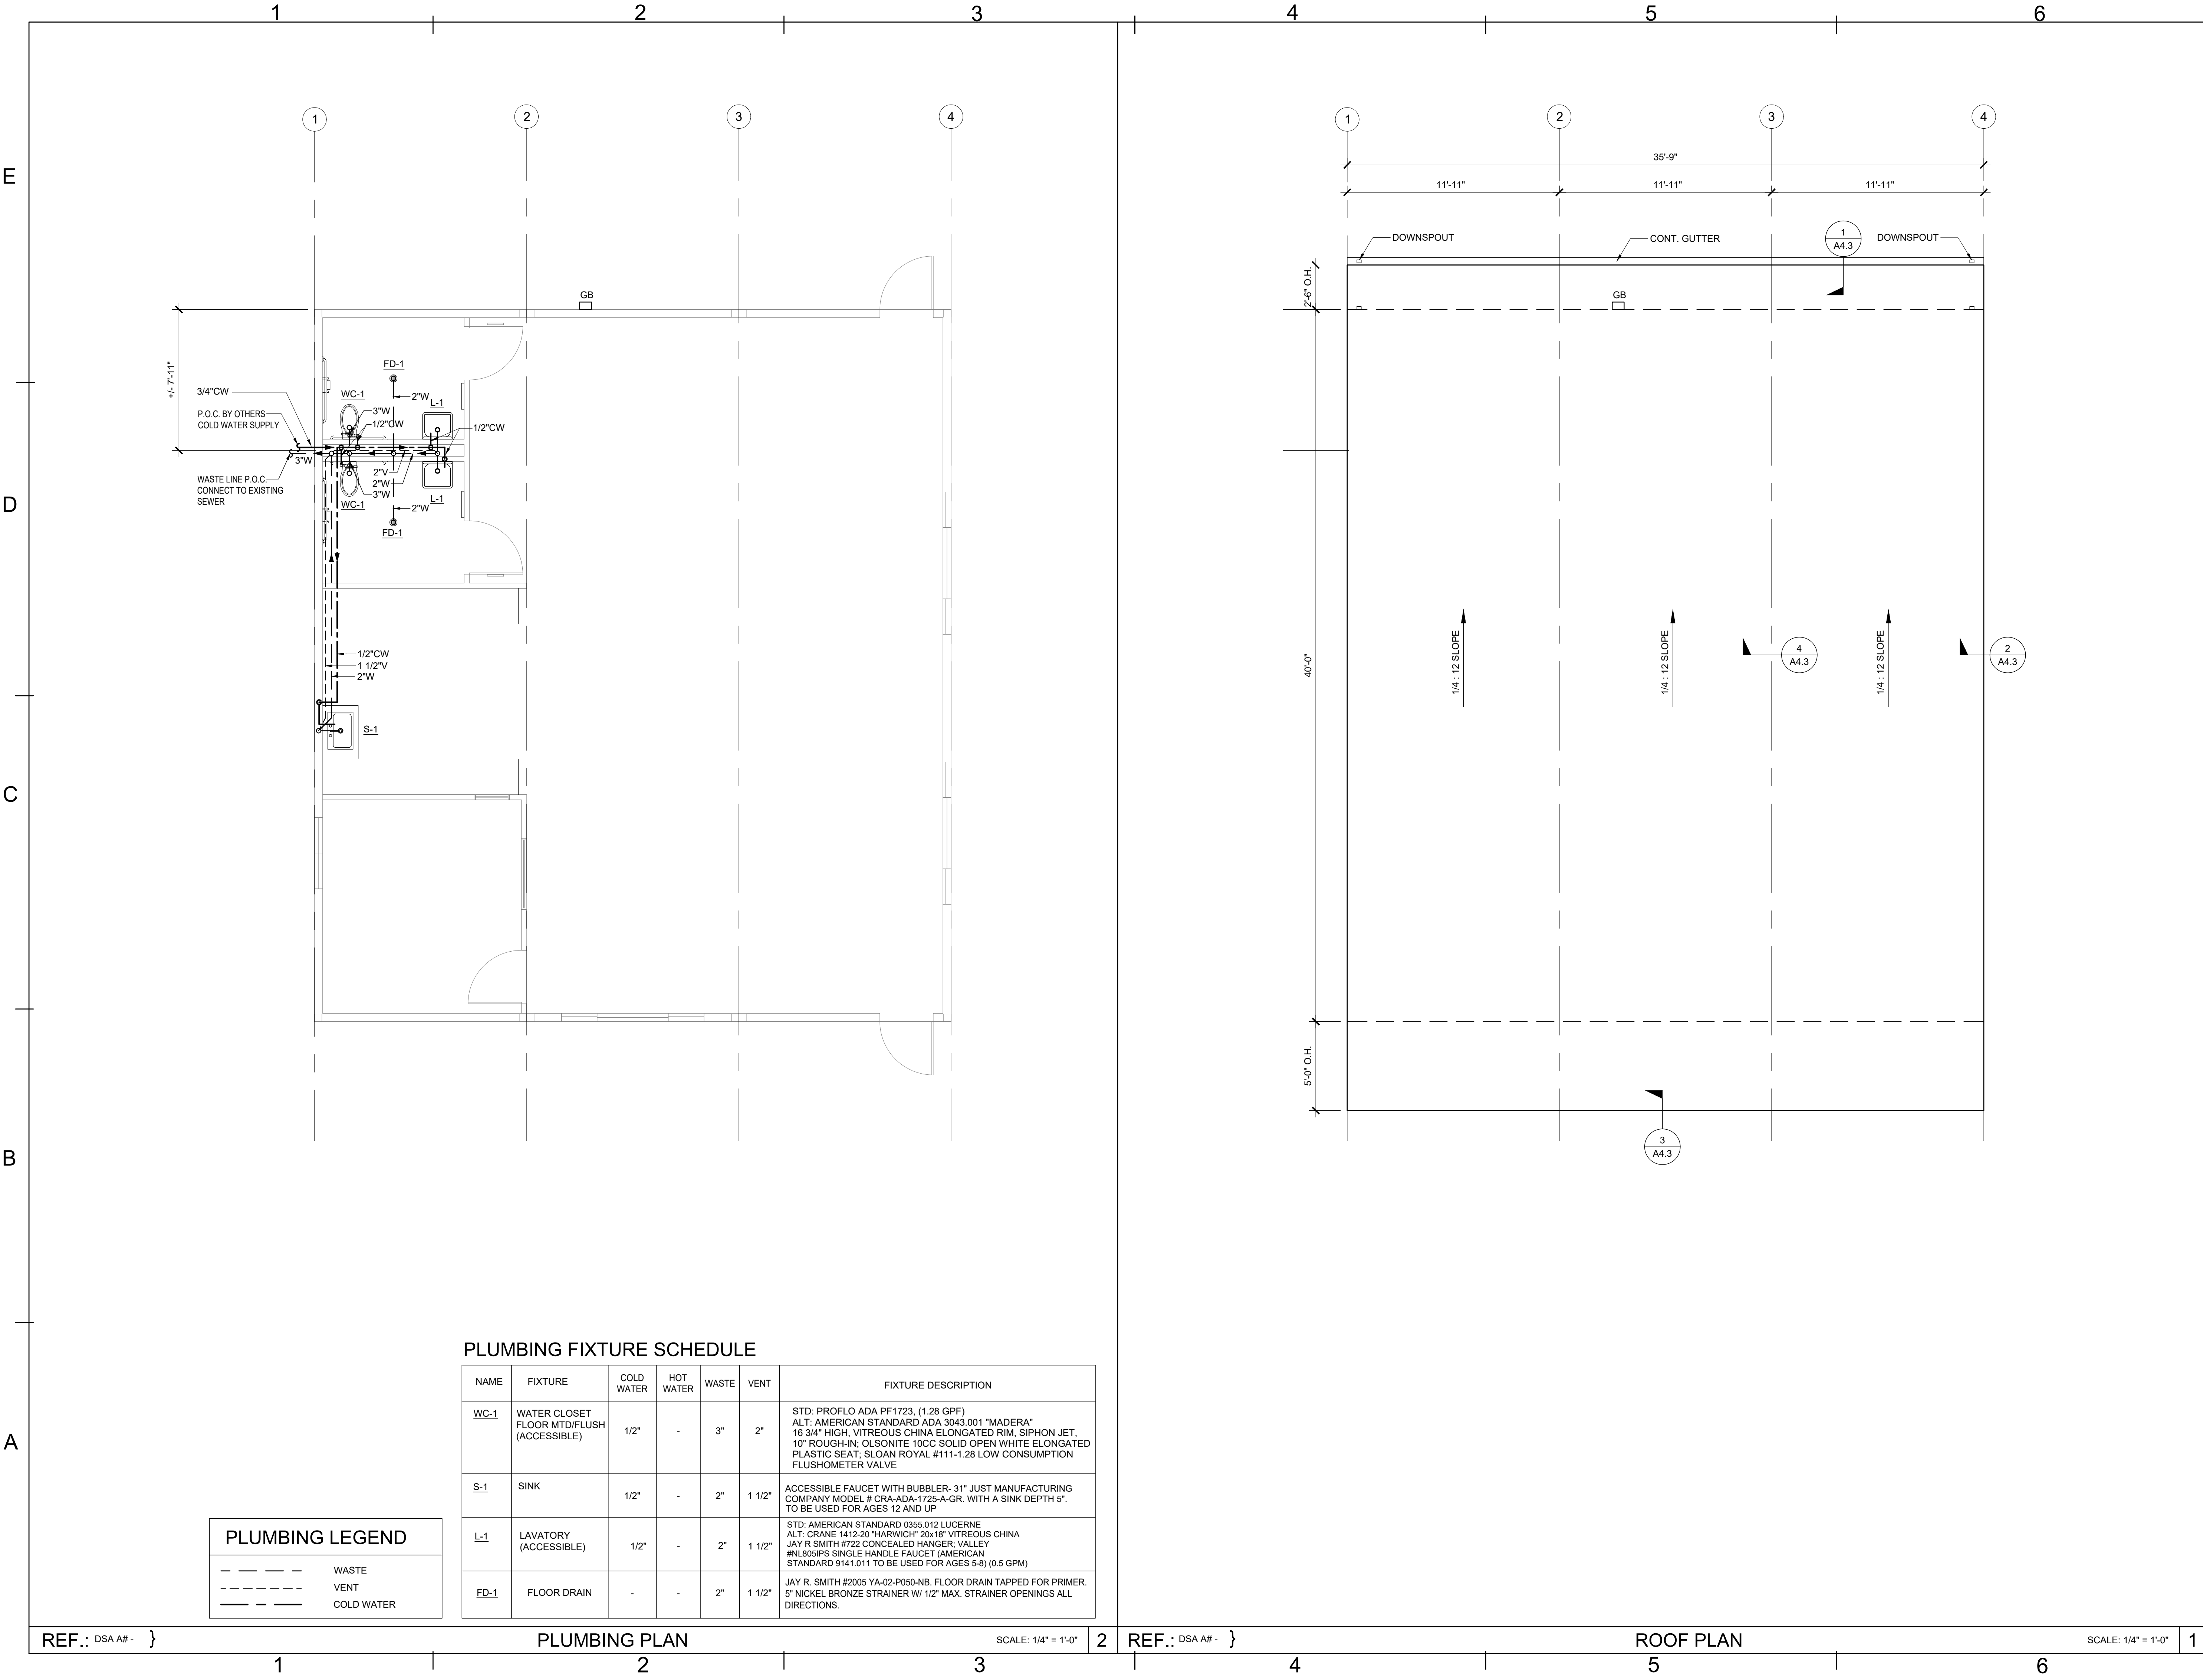 1
2
3
4
5
6
E
D
C
B
A
1
2
3
4
GB
+/- 7'-11"
3/4"CW
P.O.C. BY OTHERS
COLD WATER SUPPLY
3"W
WASTE LINE P.O.C.
CONNECT TO EXISTING
SEWER
FD-1
WC-1
2"W
L-1
3"W
1/2"CW
1/2"CW
2"V
2"W
3"W
WC-1
L-1
2"W
FD-1
1/2"CW
1 1/2"V
2"W
S-1
PLUMBING FIXTURE SCHEDULE
NAME
FIXTURE
COLD
WATER
HOT
WATER
WASTE
VENT
FIXTURE DESCRIPTION
WC-1
WATER CLOSET
FLOOR MTD/FLUSH
(ACCESSIBLE)
1/2"
-
3"
2"
STD: PROFLO ADA PF1723, (1.28 GPF)
ALT: AMERICAN STANDARD ADA 3043.001 "MADERA"
16 3/4" HIGH, VITREOUS CHINA ELONGATED RIM, SIPHON JET,
10" ROUGH-IN; OLSONITE 10CC SOLID OPEN WHITE ELONGATED
PLASTIC SEAT; SLOAN ROYAL #111-1.28 LOW CONSUMPTION
FLUSHOMETER VALVE
S-1
SINK
1/2"
-
2"
1 1/2"
ACCESSIBLE FAUCET WITH BUBBLER- 31" JUST MANUFACTURING
COMPANY MODEL # CRA-ADA-1725-A-GR. WITH A SINK DEPTH 5".
TO BE USED FOR AGES 12 AND UP
L-1
LAVATORY
(ACCESSIBLE)
1/2"
-
2"
1 1/2"
STD: AMERICAN STANDARD 0355.012 LUCERNE
ALT: CRANE 1412-20 "HARWICH" 20x18" VITREOUS CHINA
JAY R SMITH #722 CONCEALED HANGER; VALLEY
#NL805IPS SINGLE HANDLE FAUCET (AMERICAN
STANDARD 9141.011 TO BE USED FOR AGES 5-8) (0.5 GPM)
FD-1
FLOOR DRAIN
-
-
2"
1 1/2"
JAY R. SMITH #2005 YA-02-P050-NB. FLOOR DRAIN TAPPED FOR PRIMER.
5" NICKEL BRONZE STRAINER W/ 1/2" MAX. STRAINER OPENINGS ALL
DIRECTIONS.
PLUMBING LEGEND
WASTE
VENT
COLD WATER
REF.: DSA A# - }
PLUMBING PLAN
SCALE: 1/4" = 1'-0"
2
1
2
3
4
35'-9"
11'-11"
11'-11"
11'-11"
DOWNSPOUT
CONT. GUTTER
1
A4.3
DOWNSPOUT
2'-6" O.H.
GB
40'-0"
1/4 : 12 SLOPE
1/4 : 12 SLOPE
1/4 : 12 SLOPE
4
A4.3
2
A4.3
5'-0" O.H.
3
A4.3
REF.: DSA A# - }
ROOF PLAN
SCALE: 1/4" = 1'-0"
1
1
2
3
4
5
6